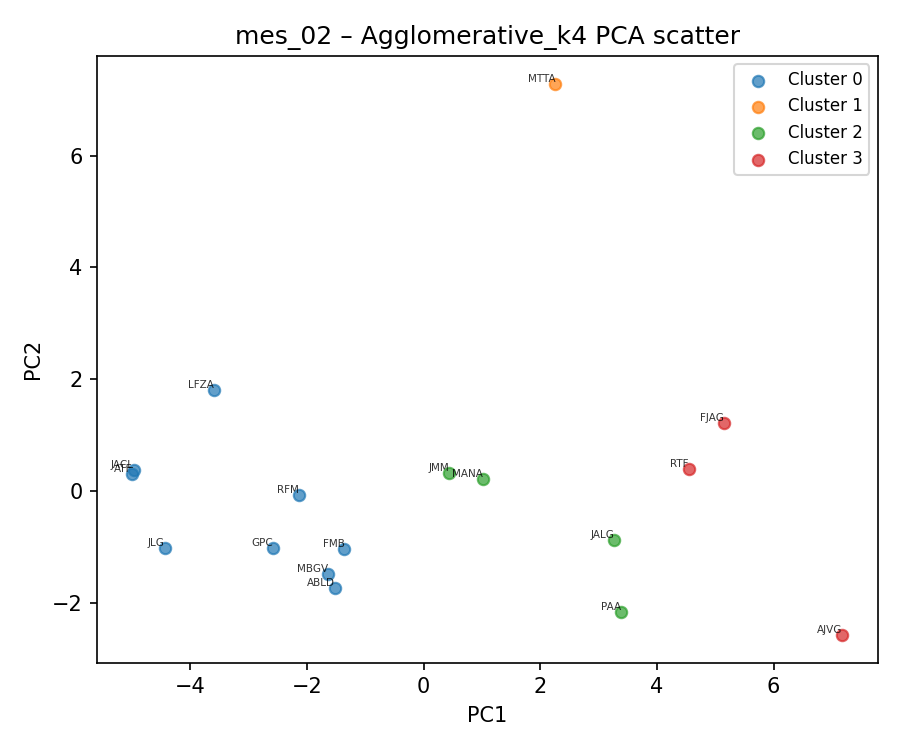 mes_02 – Agglomerative_k4 PCA scatter
Cluster 0
Cluster 1
Cluster 2
Cluster 3
MTTA
LFZA
FJAG
JACL
RTF
JMM
MANA
RFM
JLG
GPC
FMB
JALG
MBGV
ABLD
PAA
AJVG
6
4
2
0
−2
−4
−2
0
2
4
6
PC1
PC2